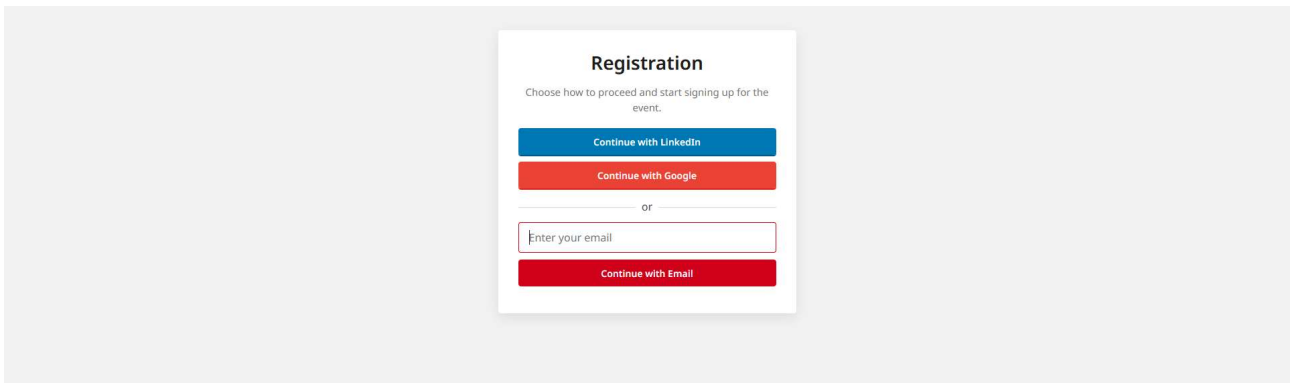 Registration
Choose how to proceed and start signing up for the
event.
Continue with LinkedIn
Continue with Google
or
Enter your email
Continue with Email